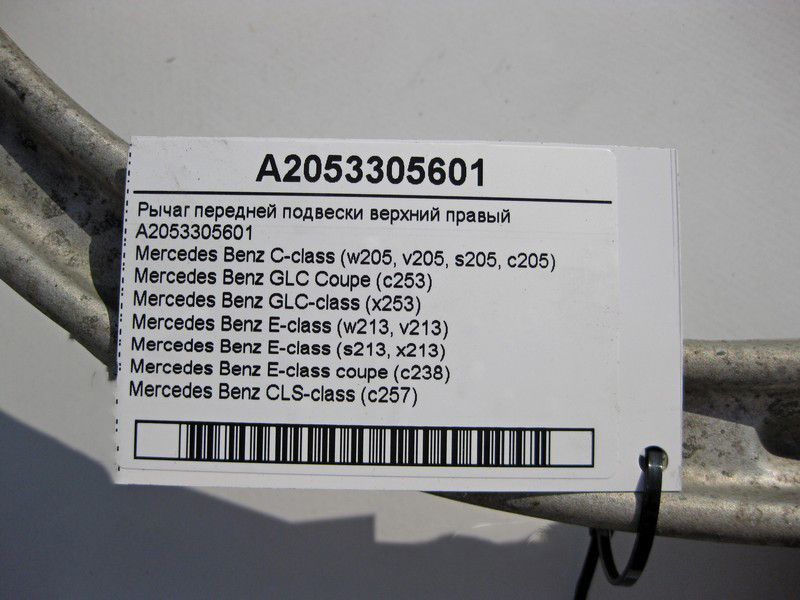 A2053305601
Рычаг передней подвески верхний правый
A2053305601
Mercedes Benz C-class (w205, v205, s205, c205)
Mercedes Benz GLC Coupe (c253)
Mercedes Benz GLC-class (x253)
Mercedes Benz E-class (w213, v213)
Mercedes Benz E-class (s213, x213)
Mercedes Benz E-class coupe (c238)
Mercedes Benz CLS-class (c257)